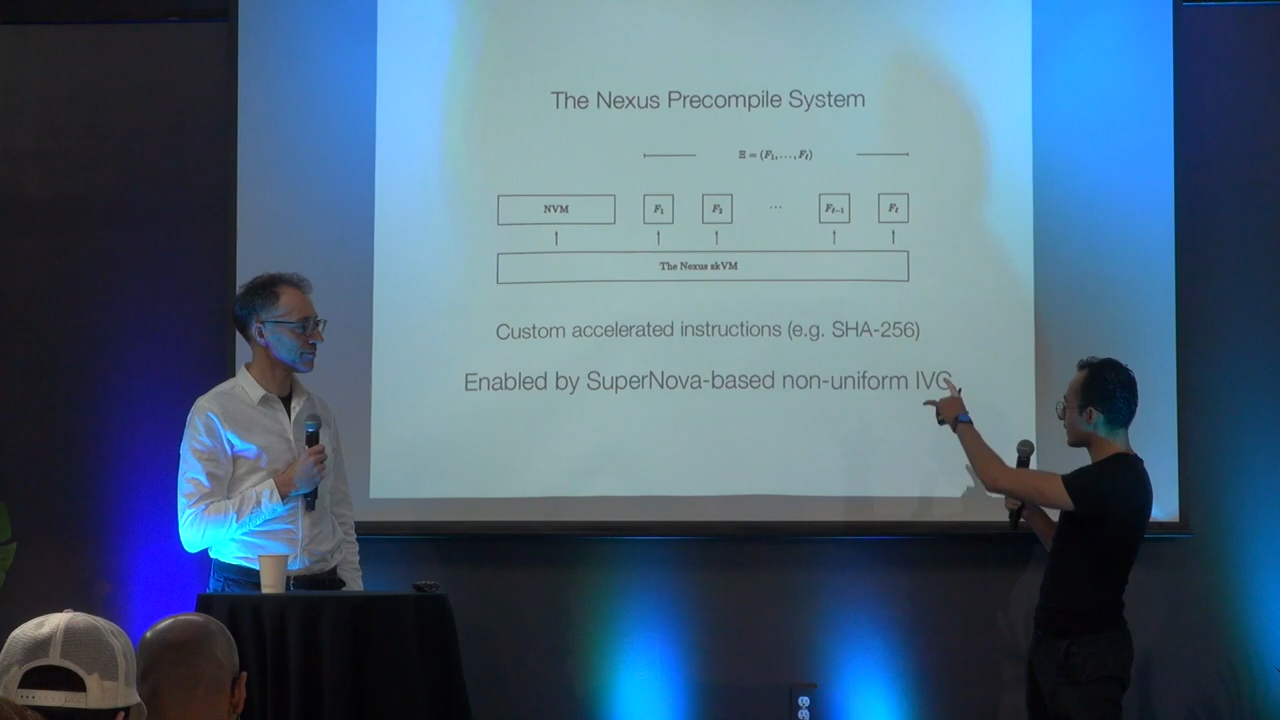 The Nexus Precompile System
Ξ = (F₁, . . . , Fₗ)
NVM F₁ F₂ ⋯ Fₗ₋₁ Fₗ
The Nexus zkVM
Custom accelerated instructions (e.g. SHA-256)
Enabled by SuperNova-based non-uniform IVC